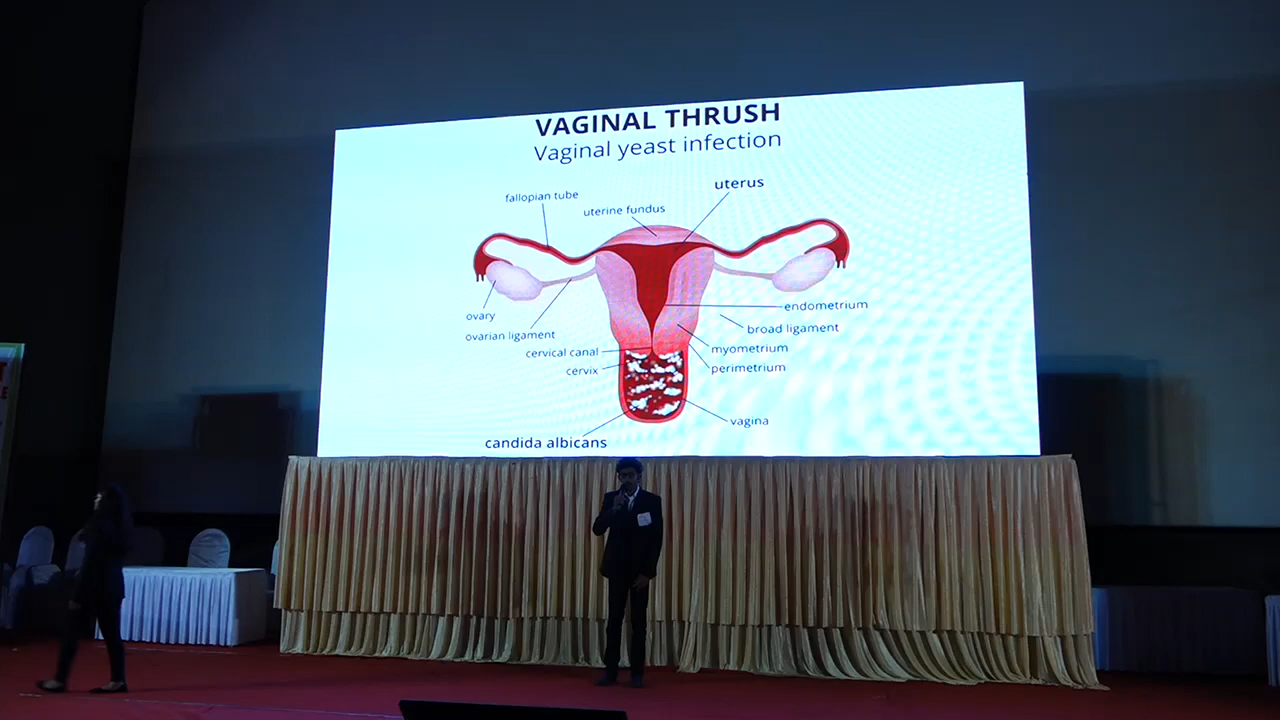 VAGINAL THRUSH
Vaginal yeast infection
uterus
fallopian tube
uterine fundus
endometrium
ovary
broad ligament
ovarian ligament
myometrium
cervical canal
perimetrium
cervix
vagina
candida albicans